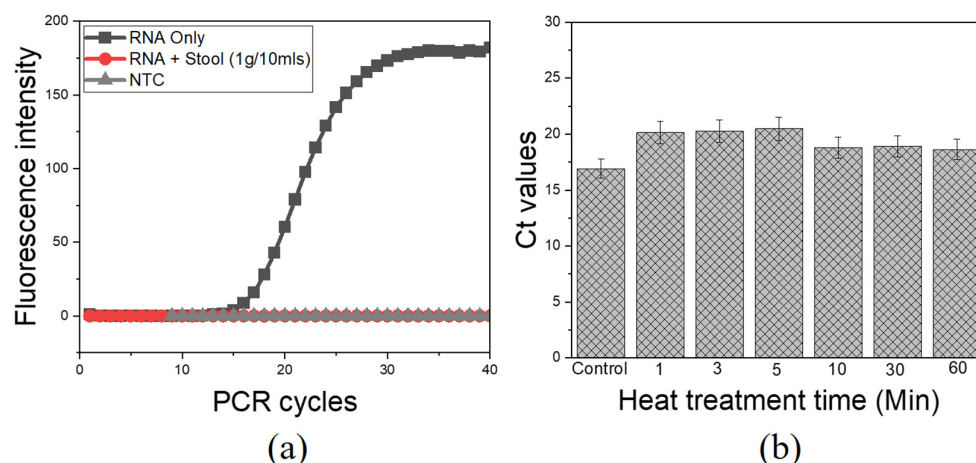 200
150
100
50
0
Fluorescence intensity
RNA Only
RNA + Stool (1g/10mls)
NTC
0 10 20 30 40
PCR cycles
(a)
30
25
20
15
10
5
0
Ct values
Control 1 3 5 10 30 60
Heat treatment time (Min)
(b)